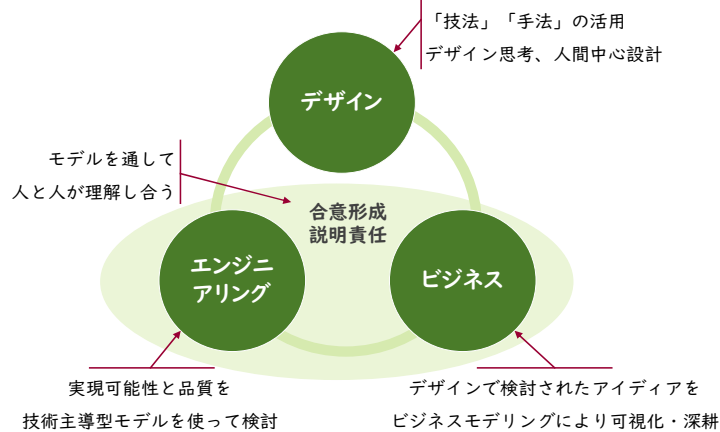 「技法」「手法」の活用
デザイン思考、人間中心設計
デザイン
モデルを通して
人と人が理解し合う
合意形成
説明責任
エンジニ
アリング
ビジネス
実現可能性と品質を
技術主導型モデルを使って検討
デザインで検討されたアイディアを
ビジネスモデリングにより可視化・深耕